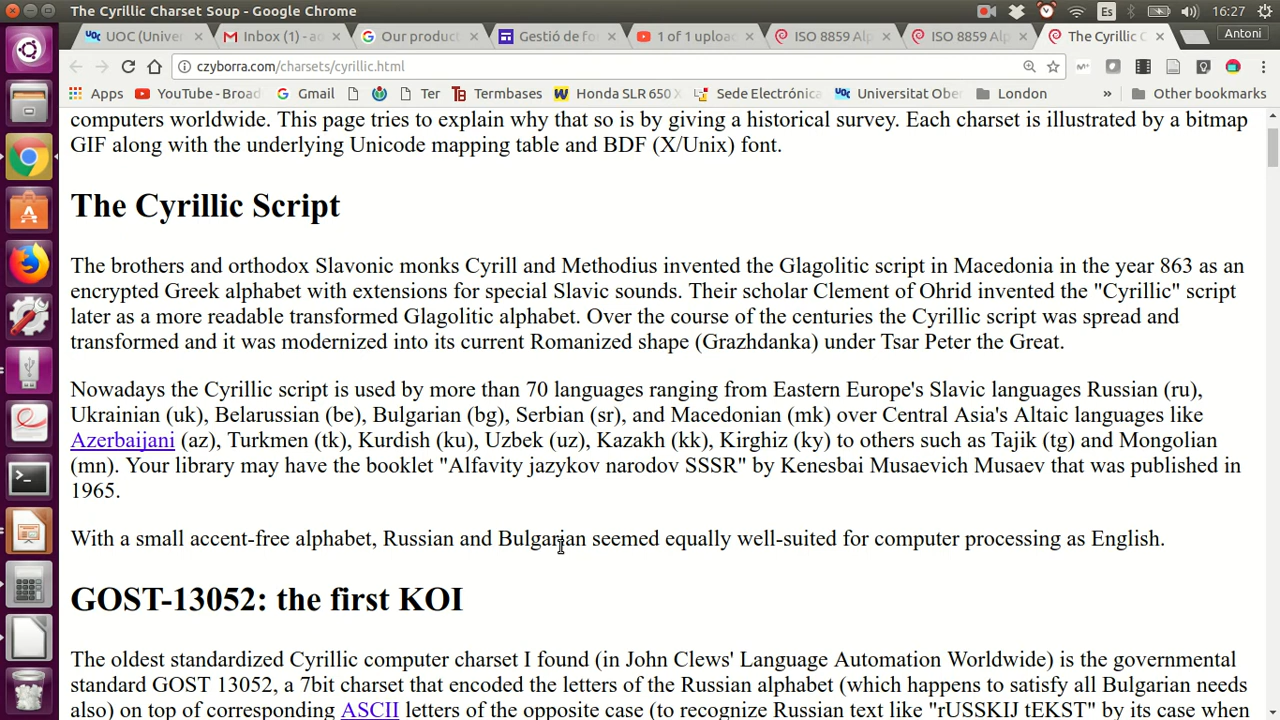 The Cyrillic Charset Soup - Google Chrome
Es
16:27
UOC (Univer
Inbox (1) - ad
Our product
Gestió de fo
1 of 1 upload
ISO 8859 Alp
ISO 8859 Alp
The Cyrillic C
Antoni
czyborra.com/charsets/cyrillic.html
Apps
YouTube - Broad
Gmail
Ter
Termbases
Honda SLR 650 X
Sede Electrónica
Universitat Ober
London
»
Other bookmarks
computers worldwide. This page tries to explain why that so is by giving a historical survey. Each charset is illustrated by a bitmap
GIF along with the underlying Unicode mapping table and BDF (X/Unix) font.
The Cyrillic Script
The brothers and orthodox Slavonic monks Cyrill and Methodius invented the Glagolitic script in Macedonia in the year 863 as an
encrypted Greek alphabet with extensions for special Slavic sounds. Their scholar Clement of Ohrid invented the "Cyrillic" script
later as a more readable transformed Glagolitic alphabet. Over the course of the centuries the Cyrillic script was spread and
transformed and it was modernized into its current Romanized shape (Grazhdanka) under Tsar Peter the Great.
Nowadays the Cyrillic script is used by more than 70 languages ranging from Eastern Europe's Slavic languages Russian (ru),
Ukrainian (uk), Belarussian (be), Bulgarian (bg), Serbian (sr), and Macedonian (mk) over Central Asia's Altaic languages like
Azerbaijani (az), Turkmen (tk), Kurdish (ku), Uzbek (uz), Kazakh (kk), Kirghiz (ky) to others such as Tajik (tg) and Mongolian
(mn). Your library may have the booklet "Alfavity jazykov narodov SSSR" by Kenesbai Musaevich Musaev that was published in
1965.
With a small accent-free alphabet, Russian and Bulgarian seemed equally well-suited for computer processing as English.
GOST-13052: the first KOI
The oldest standardized Cyrillic computer charset I found (in John Clews' Language Automation Worldwide) is the governmental
standard GOST 13052, a 7bit charset that encoded the letters of the Russian alphabet (which happens to satisfy all Bulgarian needs
also) on top of corresponding ASCII letters of the opposite case (to recognize Russian text like "rUSSKIJ tEKST" by its case when